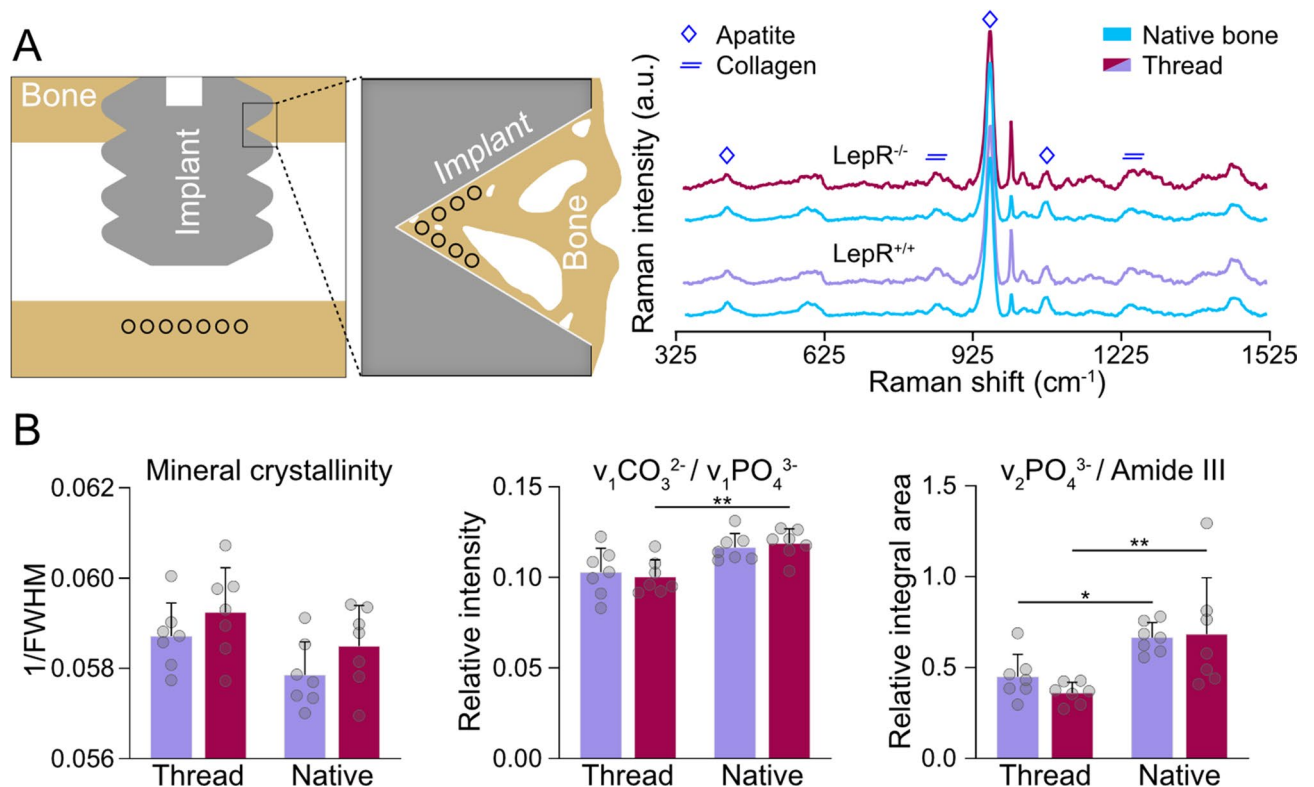 A
Bone
Implant
Implant
Bone
Apatite
Collagen
Native bone
Thread
Raman intensity (a.u.)
LepR⁻/⁻
LepR⁺/⁺
325 625 925 1225 1525
Raman shift (cm⁻¹)
B
Mineral crystallinity
1/FWHM
0.062
0.060
0.058
0.056
Thread Native
v₁CO₃²⁻ / v₁PO₄³⁻
Relative intensity
0.15
0.10
0.05
0.00
**
Thread Native
v₂PO₄³⁻ / Amide III
Relative integral area
1.5
1.0
0.5
0.0
**
*
Thread Native